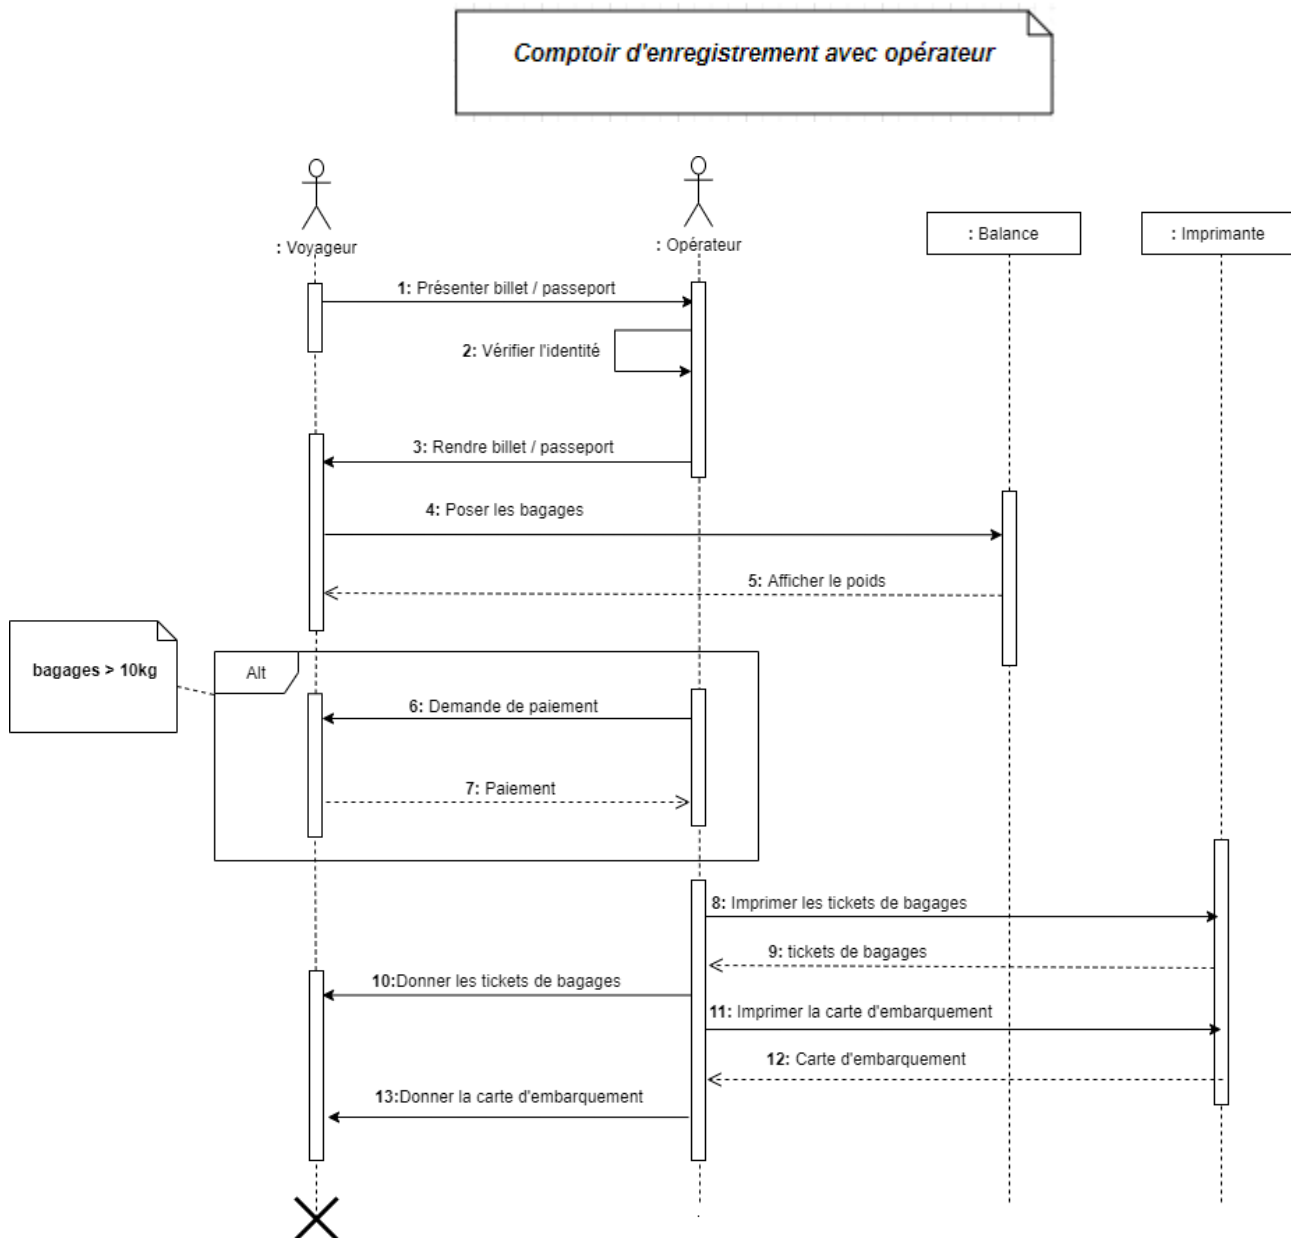 Comptoir d'enregistrement avec opérateur
: Voyageur
: Opérateur
: Balance
: Imprimante
1: Présenter billet / passeport
2: Vérifier l'identité
3: Rendre billet / passeport
4: Poser les bagages
5: Afficher le poids
bagages > 10kg
Alt
6: Demande de paiement
7: Paiement
8: Imprimer les tickets de bagages
9: tickets de bagages
10:Donner les tickets de bagages
11: Imprimer la carte d'embarquement
12: Carte d'embarquement
13:Donner la carte d'embarquement